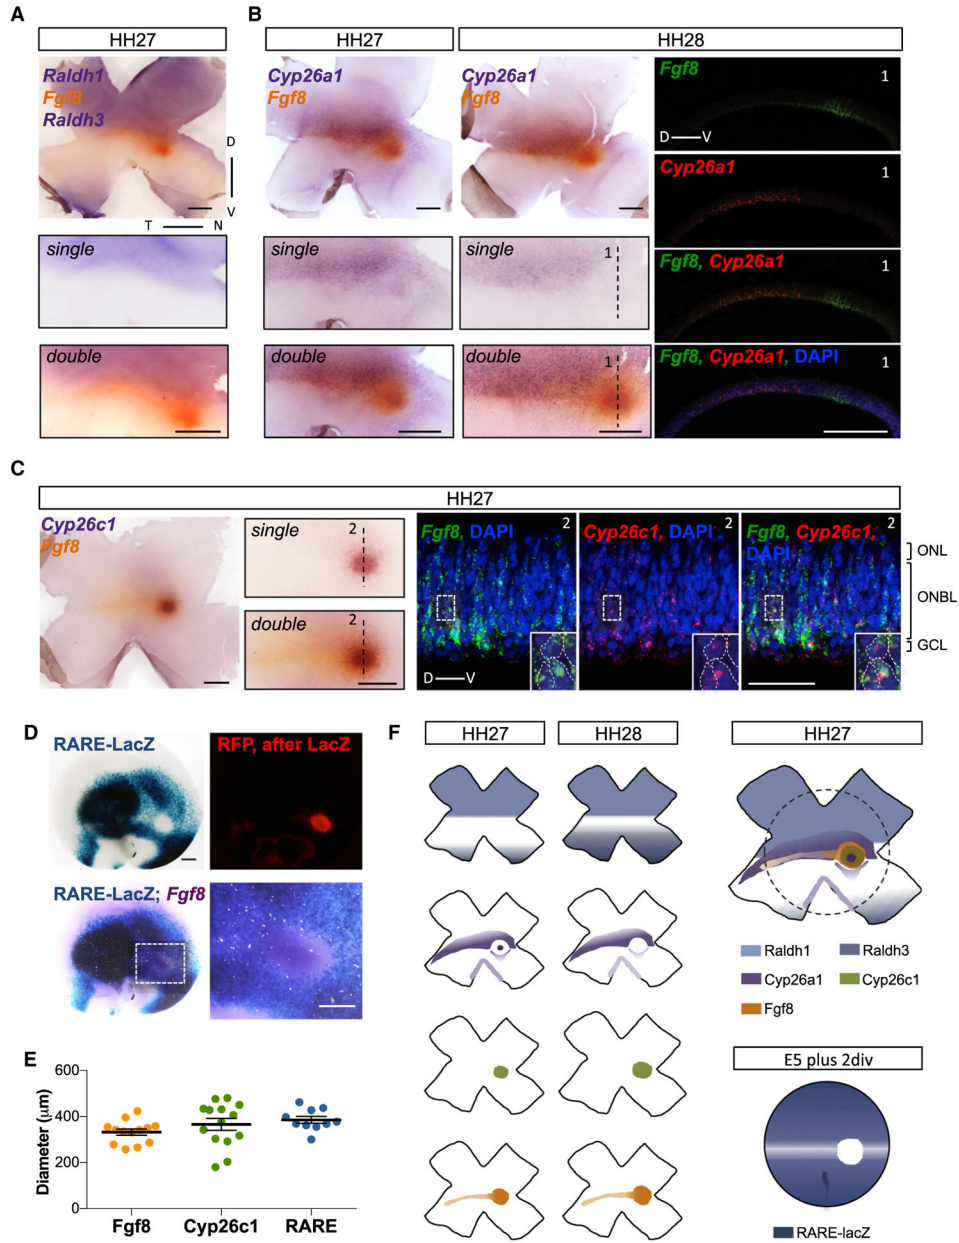 A
HH27
Raldh1
Fgf8
Raldh3
D
V
T N
single
double
B
HH27
HH28
Cyp26a1
Fgf8
Cyp26a1
Fgf8
single
single
1
double
double
1
Fgf8
1
D V
Cyp26a1
1
Fgf8, Cyp26a1
1
Fgf8, Cyp26a1, DAPI
1
C
HH27
Cyp26c1
Fgf8
single
2
double
2
Fgf8, DAPI
2
D V
Cyp26c1, DAPI
2
Fgf8, Cyp26c1,
DAPI
2
ONL
ONBL
GCL
D
RARE-LacZ
RFP, after LacZ
RARE-LacZ; Fgf8
E
Diameter (μm)
600
400
200
0
Fgf8
Cyp26c1
RARE
F
HH27
HH28
HH27
Raldh1
Raldh3
Cyp26a1
Cyp26c1
Fgf8
E5 plus 2div
RARE-lacZ